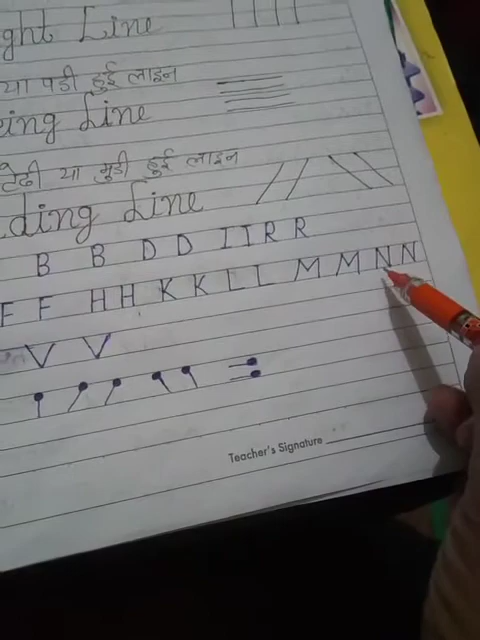 ght Line
या पडी हुई लाइन
ing Line
टेढी या मुडी हुई लाइन
ding Line
B B D D I I R R
F F H H K K L L M M N N
V V
Teacher's Signature